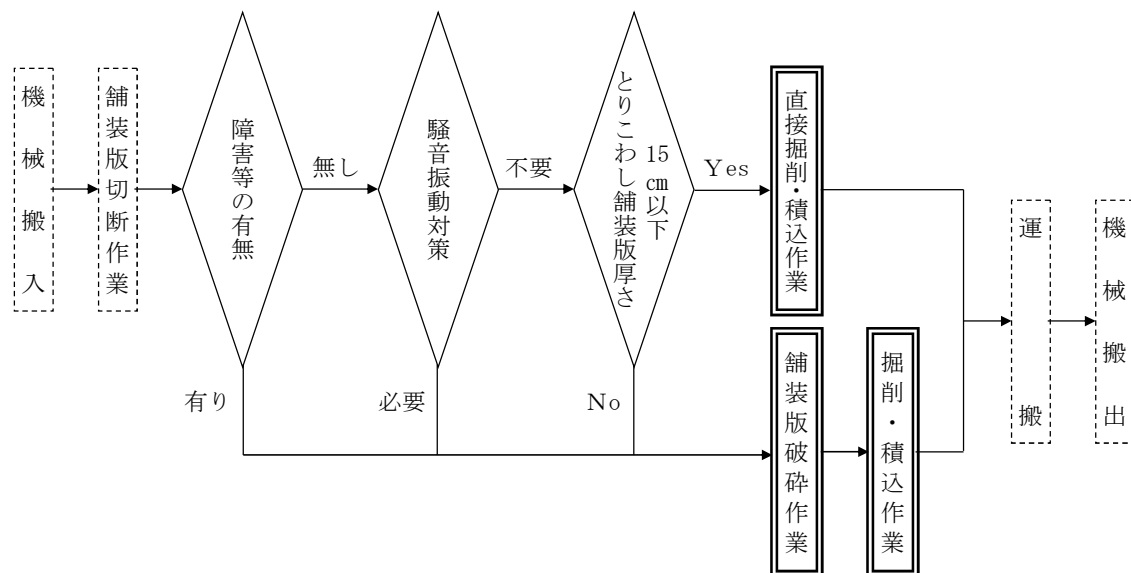 機械搬入
舗装版切断作業
障害等の有無
無し
有り
騒音振動対策
不要
必要
とりこわし舗装版厚さ
15cm以下
Yes
No
直接掘削・積込作業
舗装版破砕作業
掘削・積込作業
運搬
機械搬出